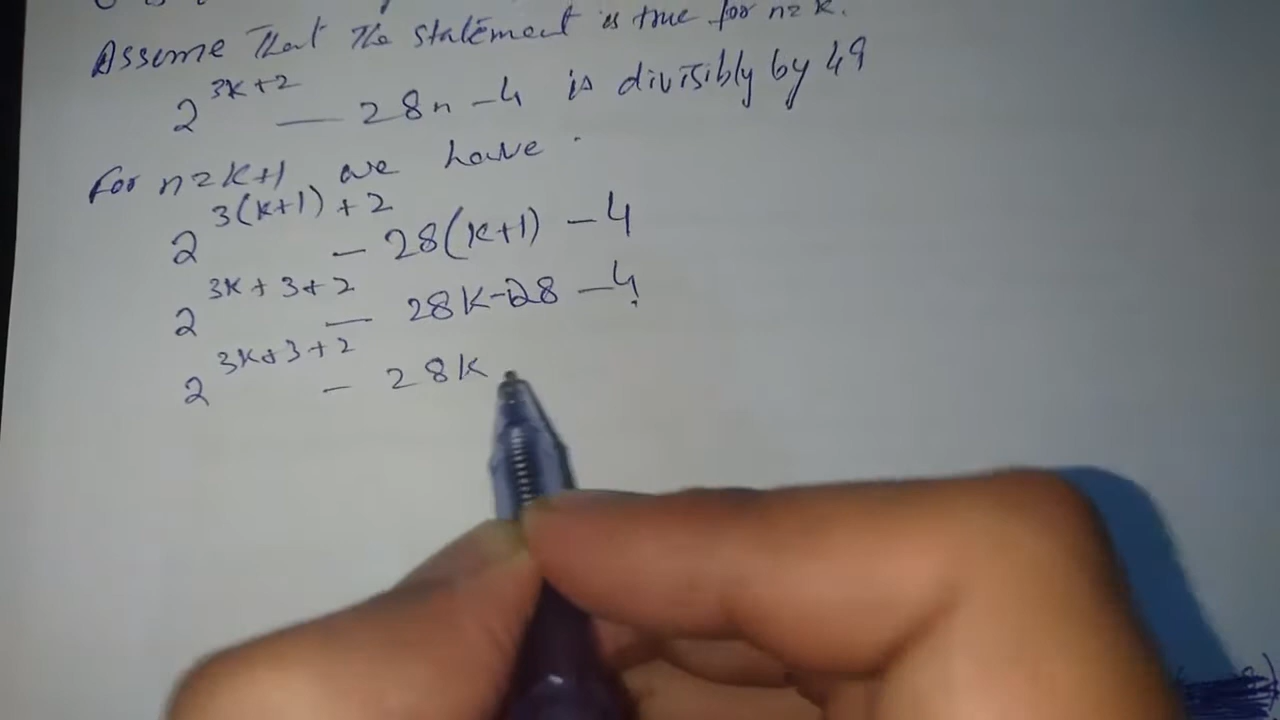 Assume That The statement is true for n=k.
2^{3k+2} — 28n - 4 is divisibly by 49
For n=k+1 we have
2^{3(k+1)+2} - 28(k+1) - 4
2^{3k+3+2} — 28k-28 - 4
2^{3k+3+2} - 28k